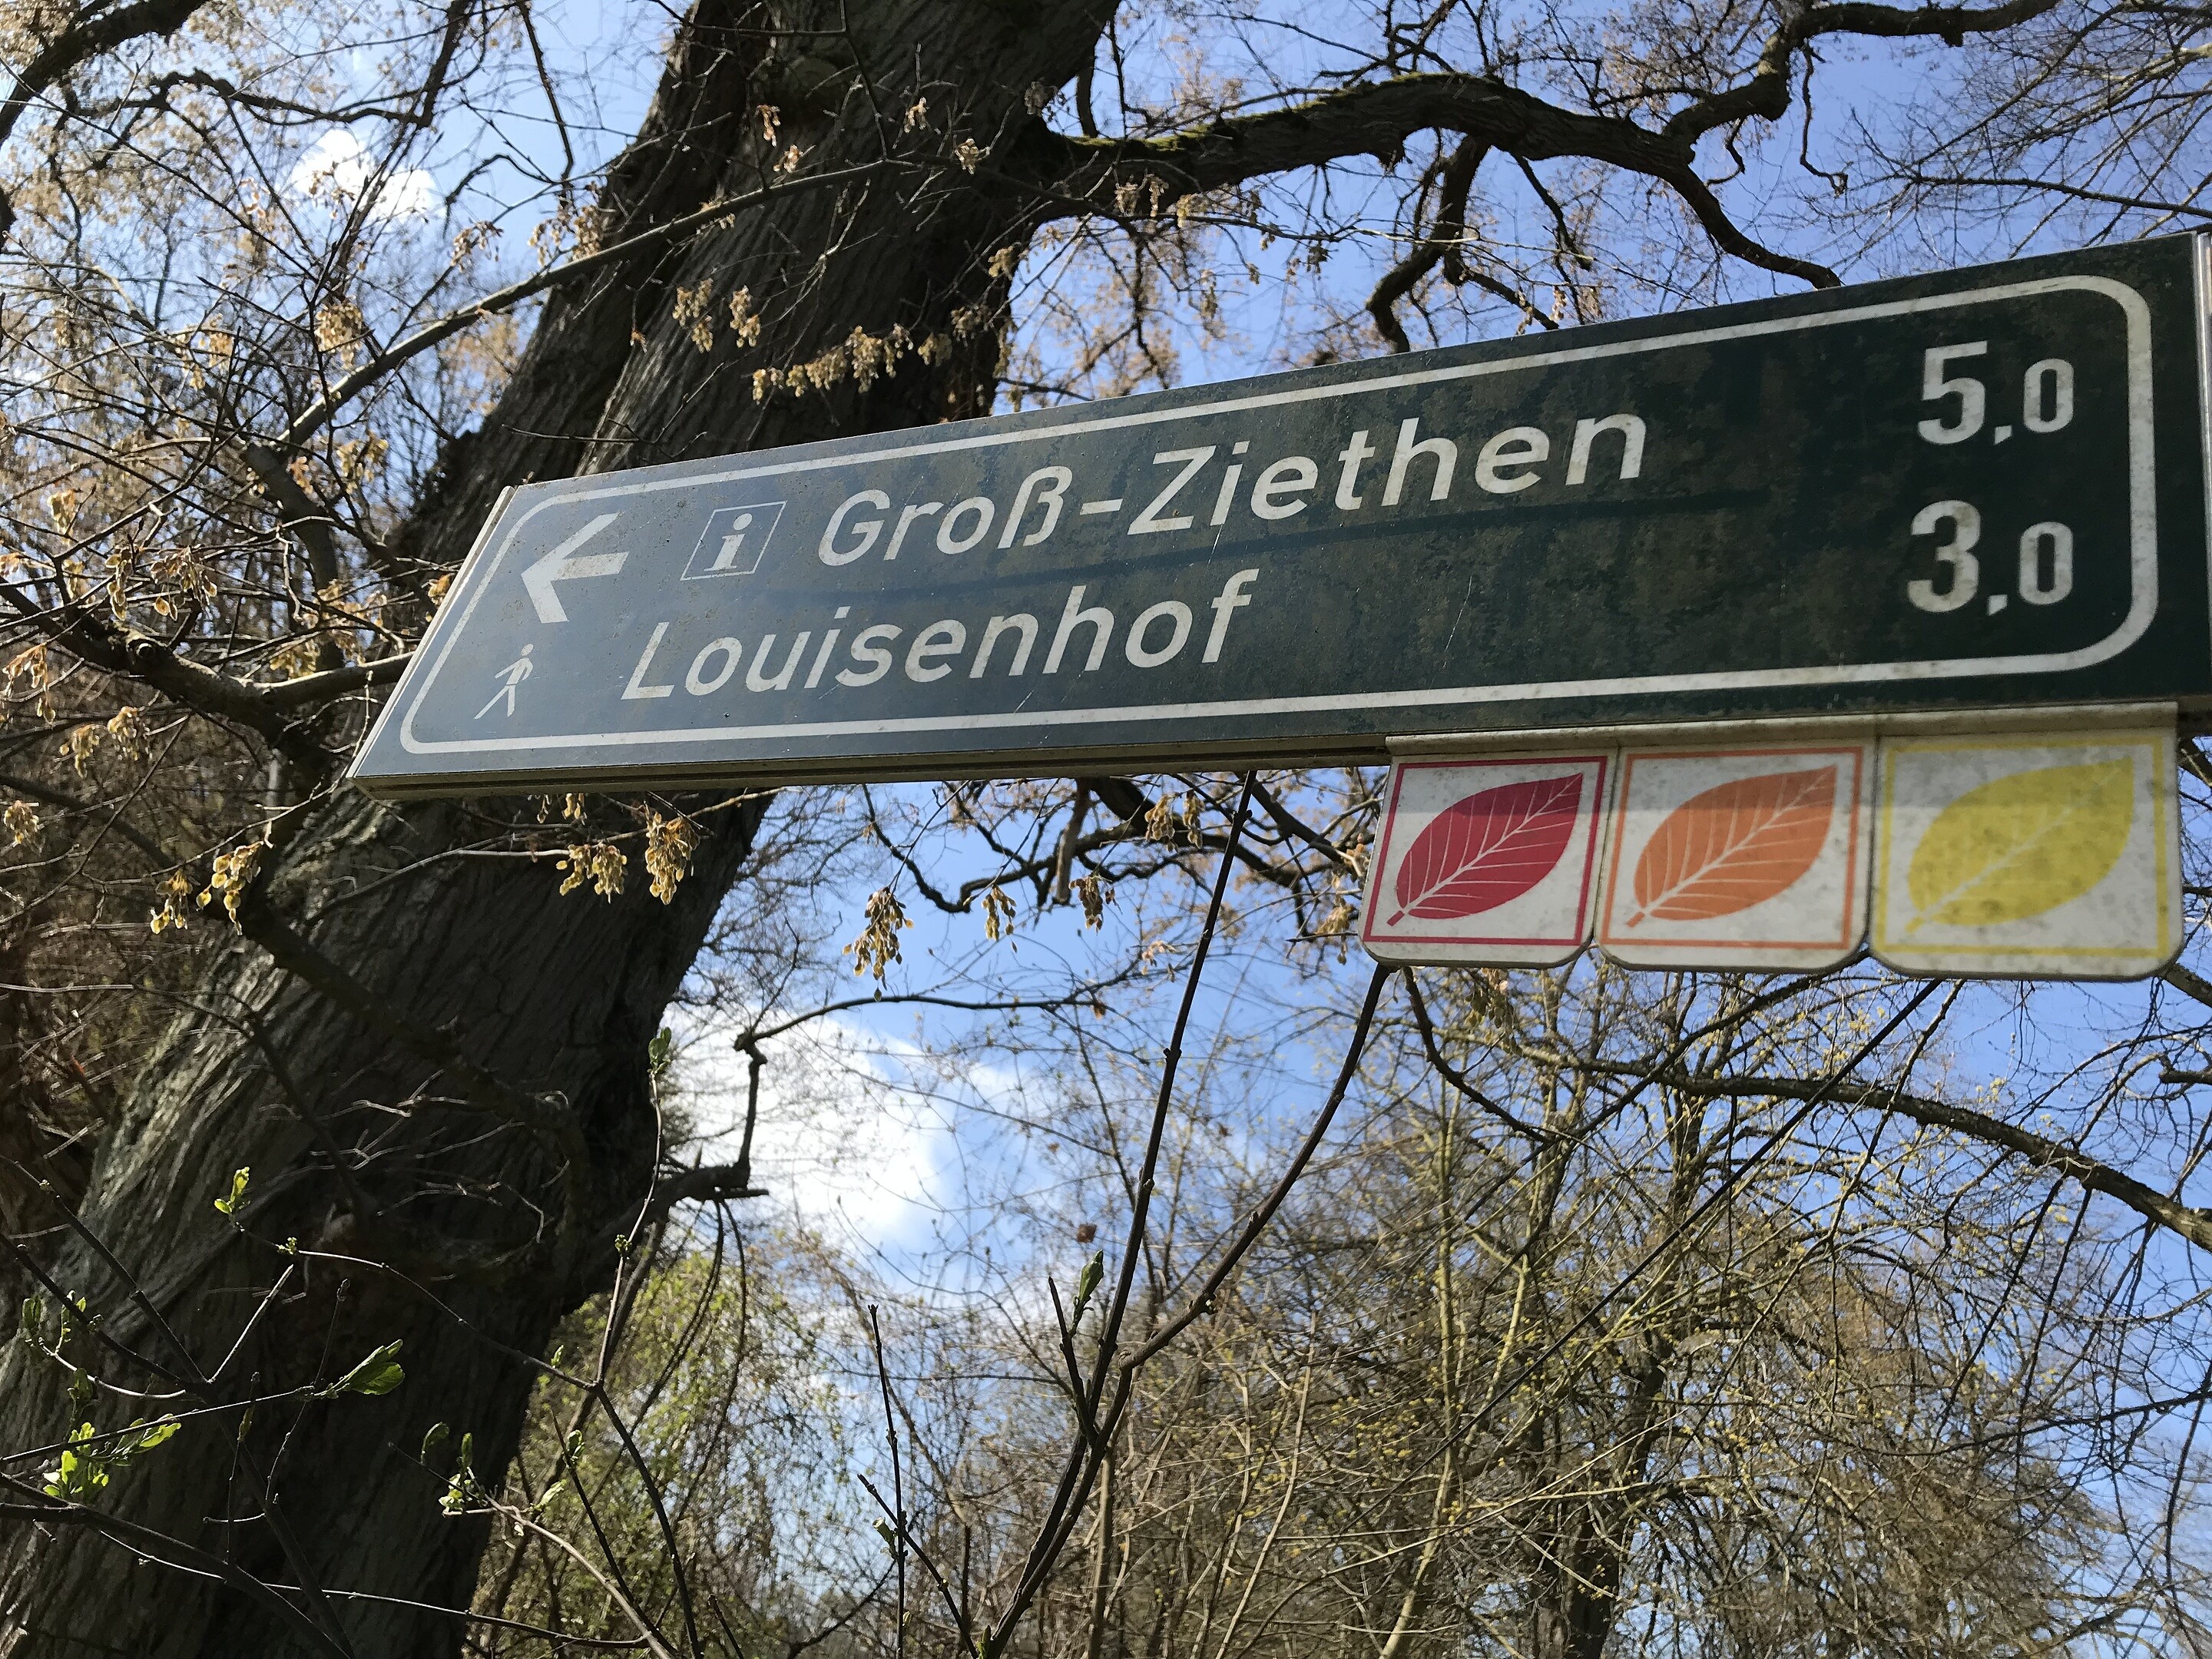 i Groß-Ziethen 5,0
Louisenhof 3,0